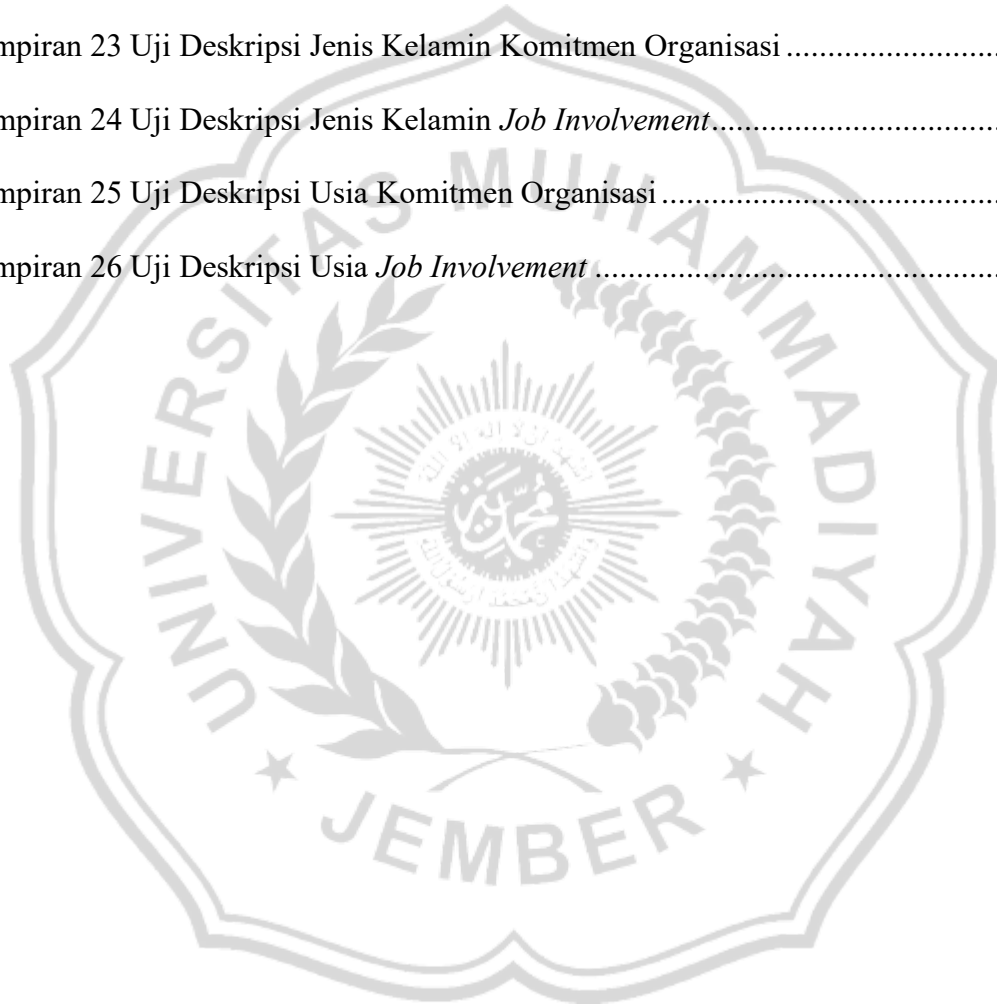 mpiran 23 Uji Deskripsi Jenis Kelamin Komitmen Organisasi ..........................
mpiran 24 Uji Deskripsi Jenis Kelamin Job Involvement....................................
mpiran 25 Uji Deskripsi Usia Komitmen Organisasi ..........................................
mpiran 26 Uji Deskripsi Usia Job Involvement ..................................................
UNIVERSITAS MUHAMMADIYAH
JEMBER